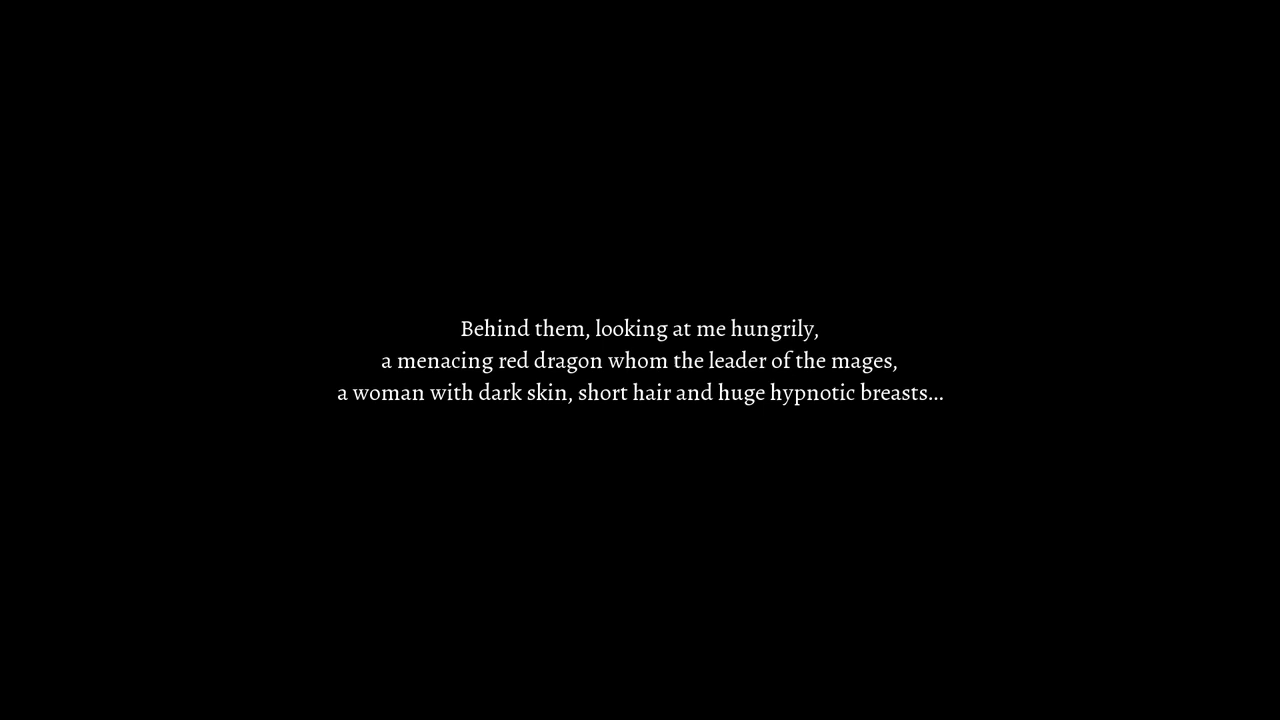 Behind them, looking at me hungrily,
a menacing red dragon whom the leader of the mages,
a woman with dark skin, short hair and huge hypnotic breasts...